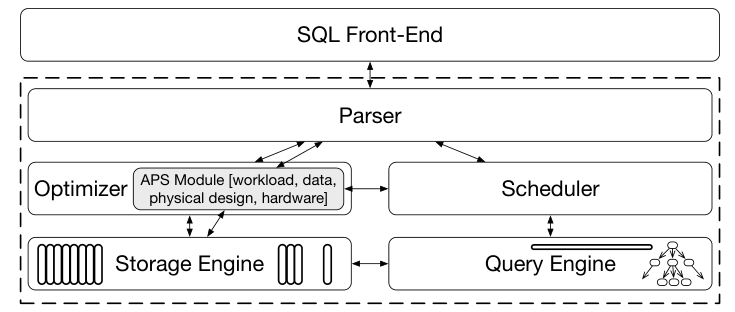 SQL Front-End
Parser
Optimizer
APS Module [workload, data,
physical design, hardware]
Scheduler
Storage Engine
Query Engine